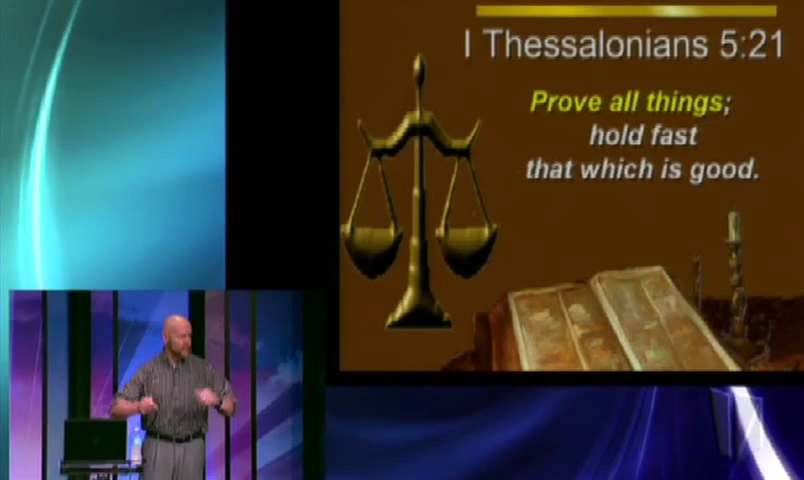 I Thessalonians 5:21
Prove all things;
hold fast
that which is good.